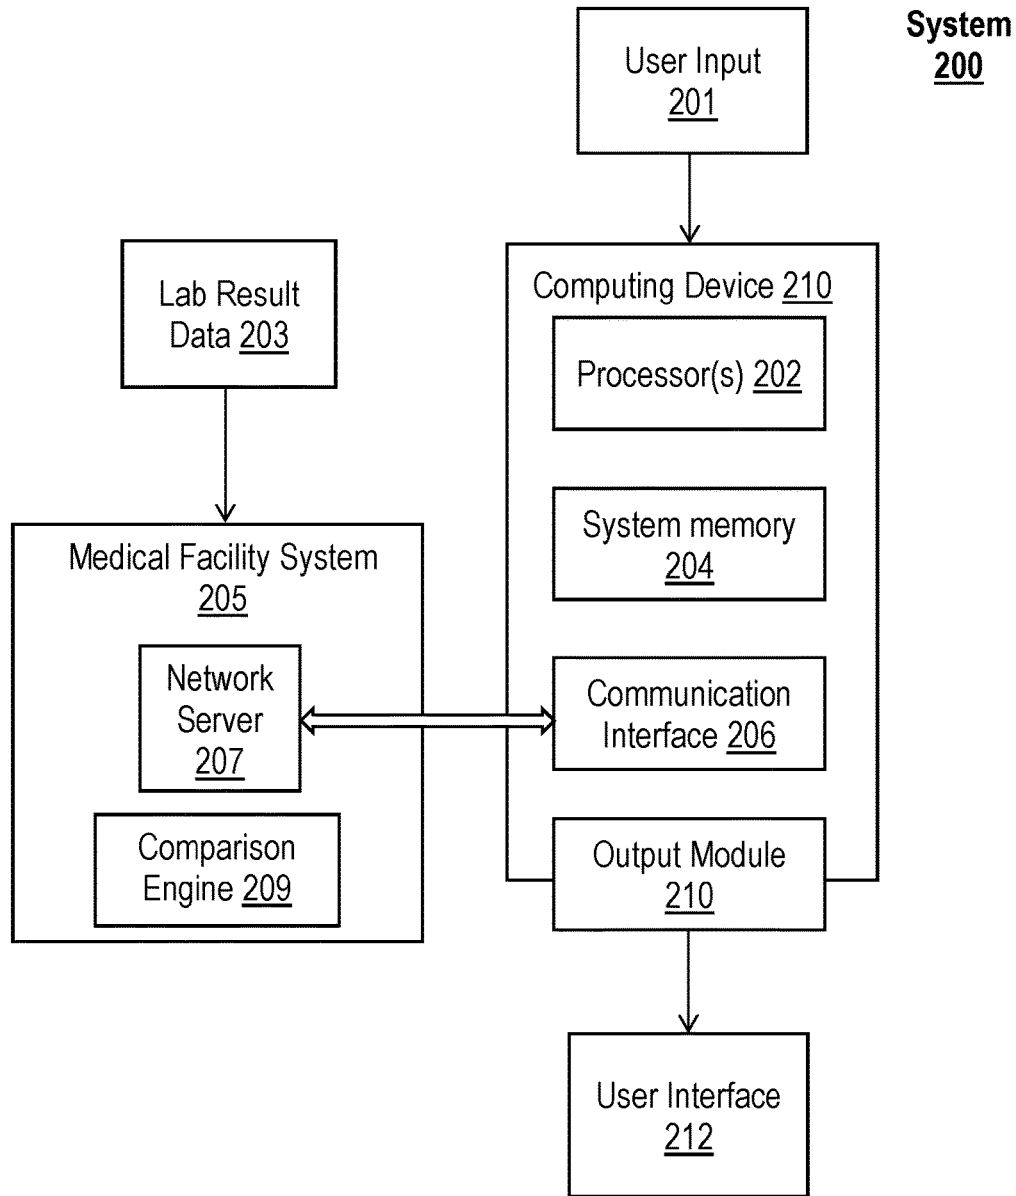 System
200
User Input
201
Computing Device 210
Processor(s) 202
System memory
204
Communication
Interface 206
Output Module
210
User Interface
212
Lab Result
Data 203
Medical Facility System
205
Network
Server
207
Comparison
Engine 209